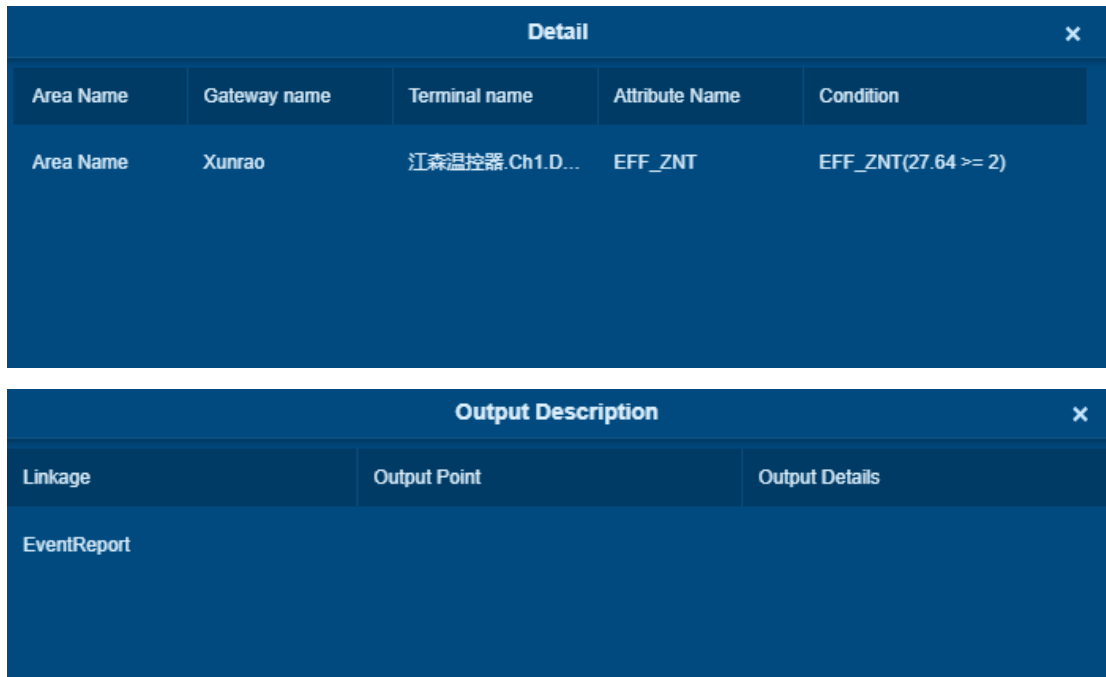 Detail ×
Area Name Gateway name Terminal name Attribute Name Condition
Area Name Xunrao 江森温控器.Ch1.D... EFF_ZNT EFF_ZNT(27.64 >= 2)
Output Description ×
Linkage Output Point Output Details
EventReport